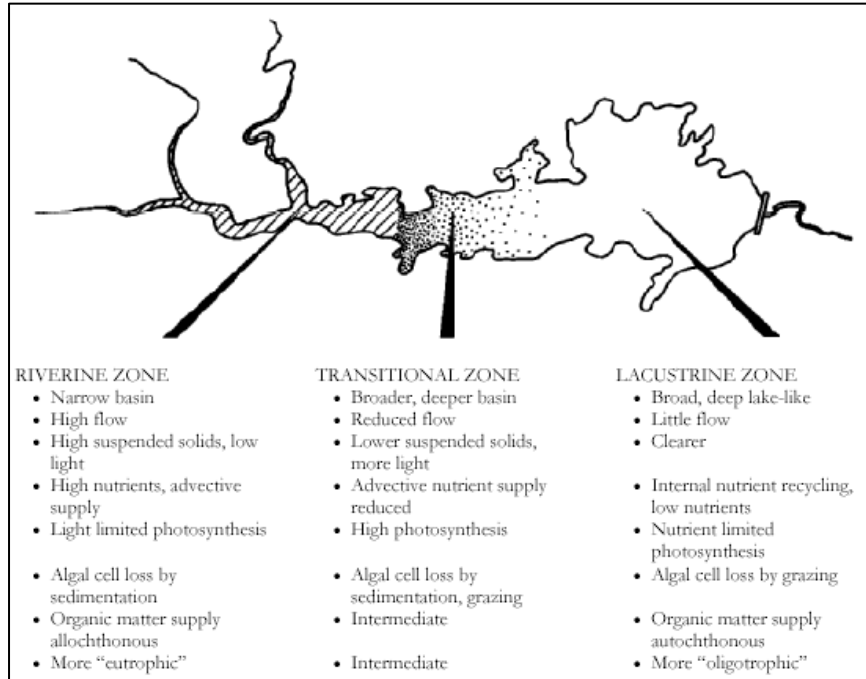 RIVERINE ZONE
• Narrow basin
• High flow
• High suspended solids, low
light
• High nutrients, advective
supply
• Light limited photosynthesis
• Algal cell loss by
sedimentation
• Organic matter supply
allochthonous
• More “eutrophic”
TRANSITIONAL ZONE
• Broader, deeper basin
• Reduced flow
• Lower suspended solids,
more light
• Advective nutrient supply
reduced
• High photosynthesis
• Algal cell loss by
sedimentation, grazing
• Intermediate
• Intermediate
LACUSTRINE ZONE
• Broad, deep lake-like
• Little flow
• Clearer
• Internal nutrient recycling,
low nutrients
• Nutrient limited
photosynthesis
• Algal cell loss by grazing
• Organic matter supply
autochthonous
• More “oligotrophic”